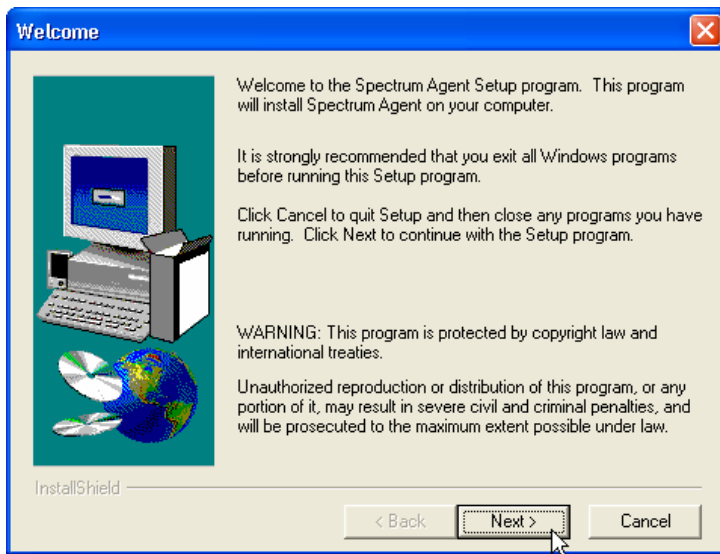 Welcome
Welcome to the Spectrum Agent Setup program.  This program
will install Spectrum Agent on your computer.
It is strongly recommended that you exit all Windows programs
before running this Setup program.
Click Cancel to quit Setup and then close any programs you have
running.  Click Next to continue with the Setup program.
WARNING: This program is protected by copyright law and
international treaties.
Unauthorized reproduction or distribution of this program, or any
portion of it, may result in severe civil and criminal penalties, and
will be prosecuted to the maximum extent possible under law.
InstallShield
< Back Next > Cancel